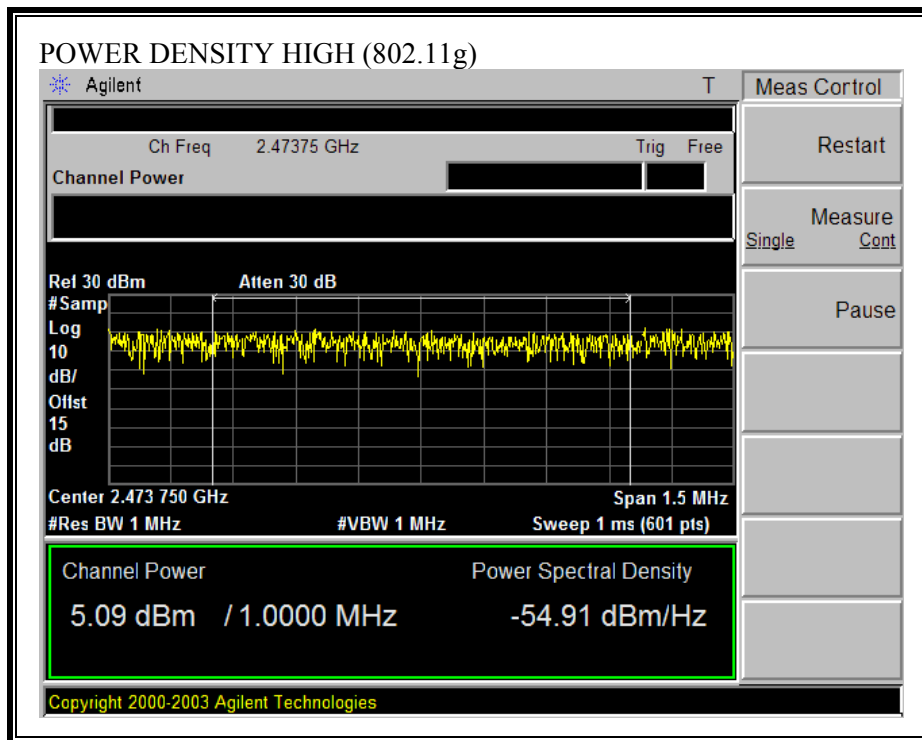 POWER DENSITY HIGH (802.11g)
Agilent T
Meas Control
Ch Freq 2.47375 GHz Trig Free
Channel Power
Restart
Measure
Single Cont
Pause
Ref 30 dBm Atten 30 dB
#Samp
Log
10
dB/
Offst
15
dB
Center 2.473 750 GHz Span 1.5 MHz
#Res BW 1 MHz #VBW 1 MHz Sweep 1 ms (601 pts)
Channel Power Power Spectral Density
5.09 dBm / 1.0000 MHz -54.91 dBm/Hz
Copyright 2000-2003 Agilent Technologies